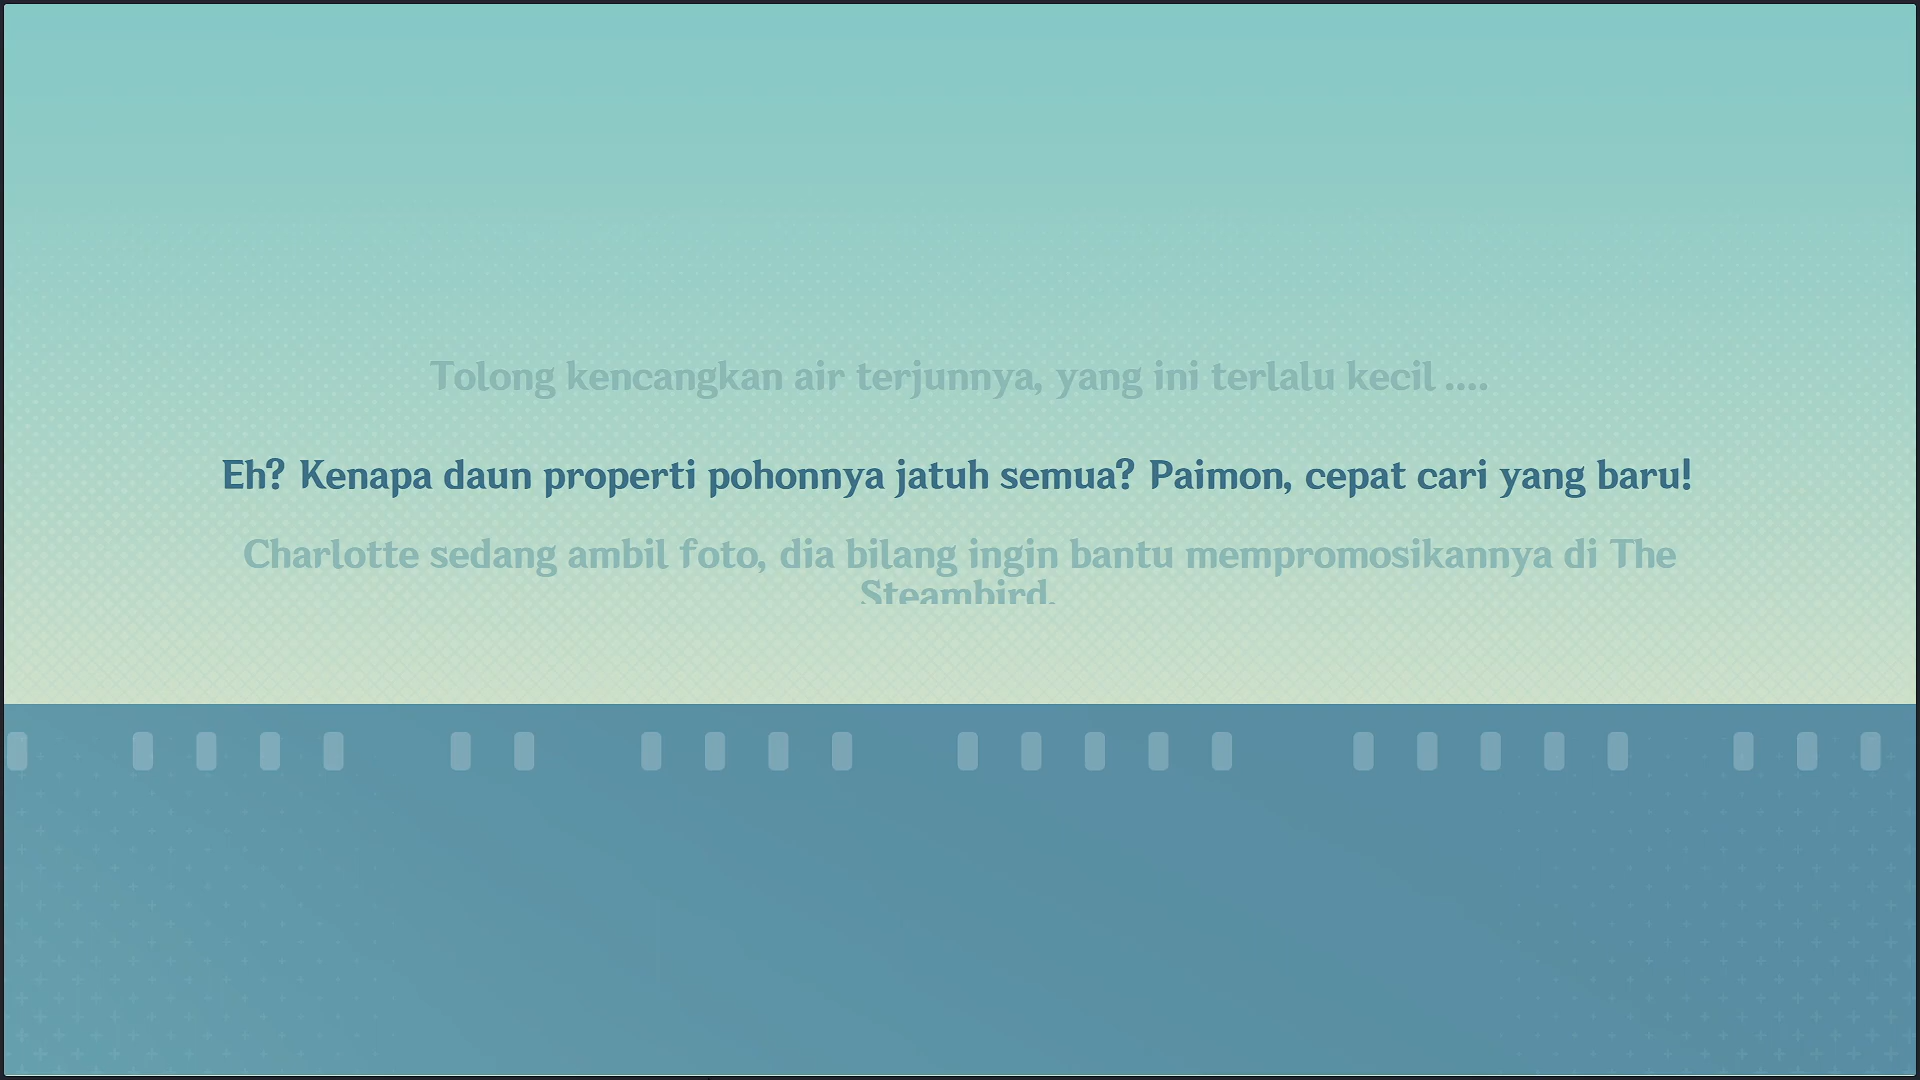 Tolong kencangkan air terjunnya, yang ini terlalu kecil ....
Eh? Kenapa daun properti pohonnya jatuh semua? Paimon, cepat cari yang baru!
Charlotte sedang ambil foto, dia bilang ingin bantu mempromosikannya di The
Steambird.